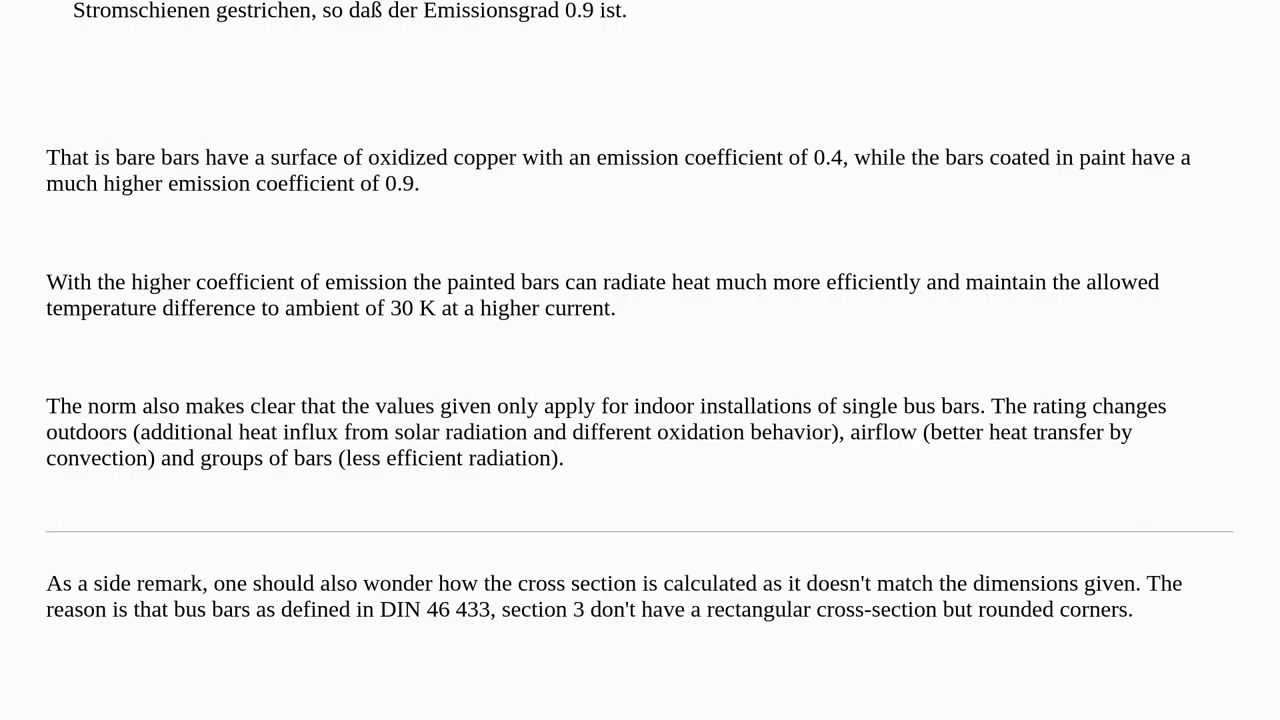 Stromschienen gestrichen, so daß der Emissionsgrad 0.9 ist.
That is bare bars have a surface of oxidized copper with an emission coefficient of 0.4, while the bars coated in paint have a
much higher emission coefficient of 0.9.
With the higher coefficient of emission the painted bars can radiate heat much more efficiently and maintain the allowed
temperature difference to ambient of 30 K at a higher current.
The norm also makes clear that the values given only apply for indoor installations of single bus bars. The rating changes
outdoors (additional heat influx from solar radiation and different oxidation behavior), airflow (better heat transfer by
convection) and groups of bars (less efficient radiation).
As a side remark, one should also wonder how the cross section is calculated as it doesn't match the dimensions given. The
reason is that bus bars as defined in DIN 46 433, section 3 don't have a rectangular cross-section but rounded corners.